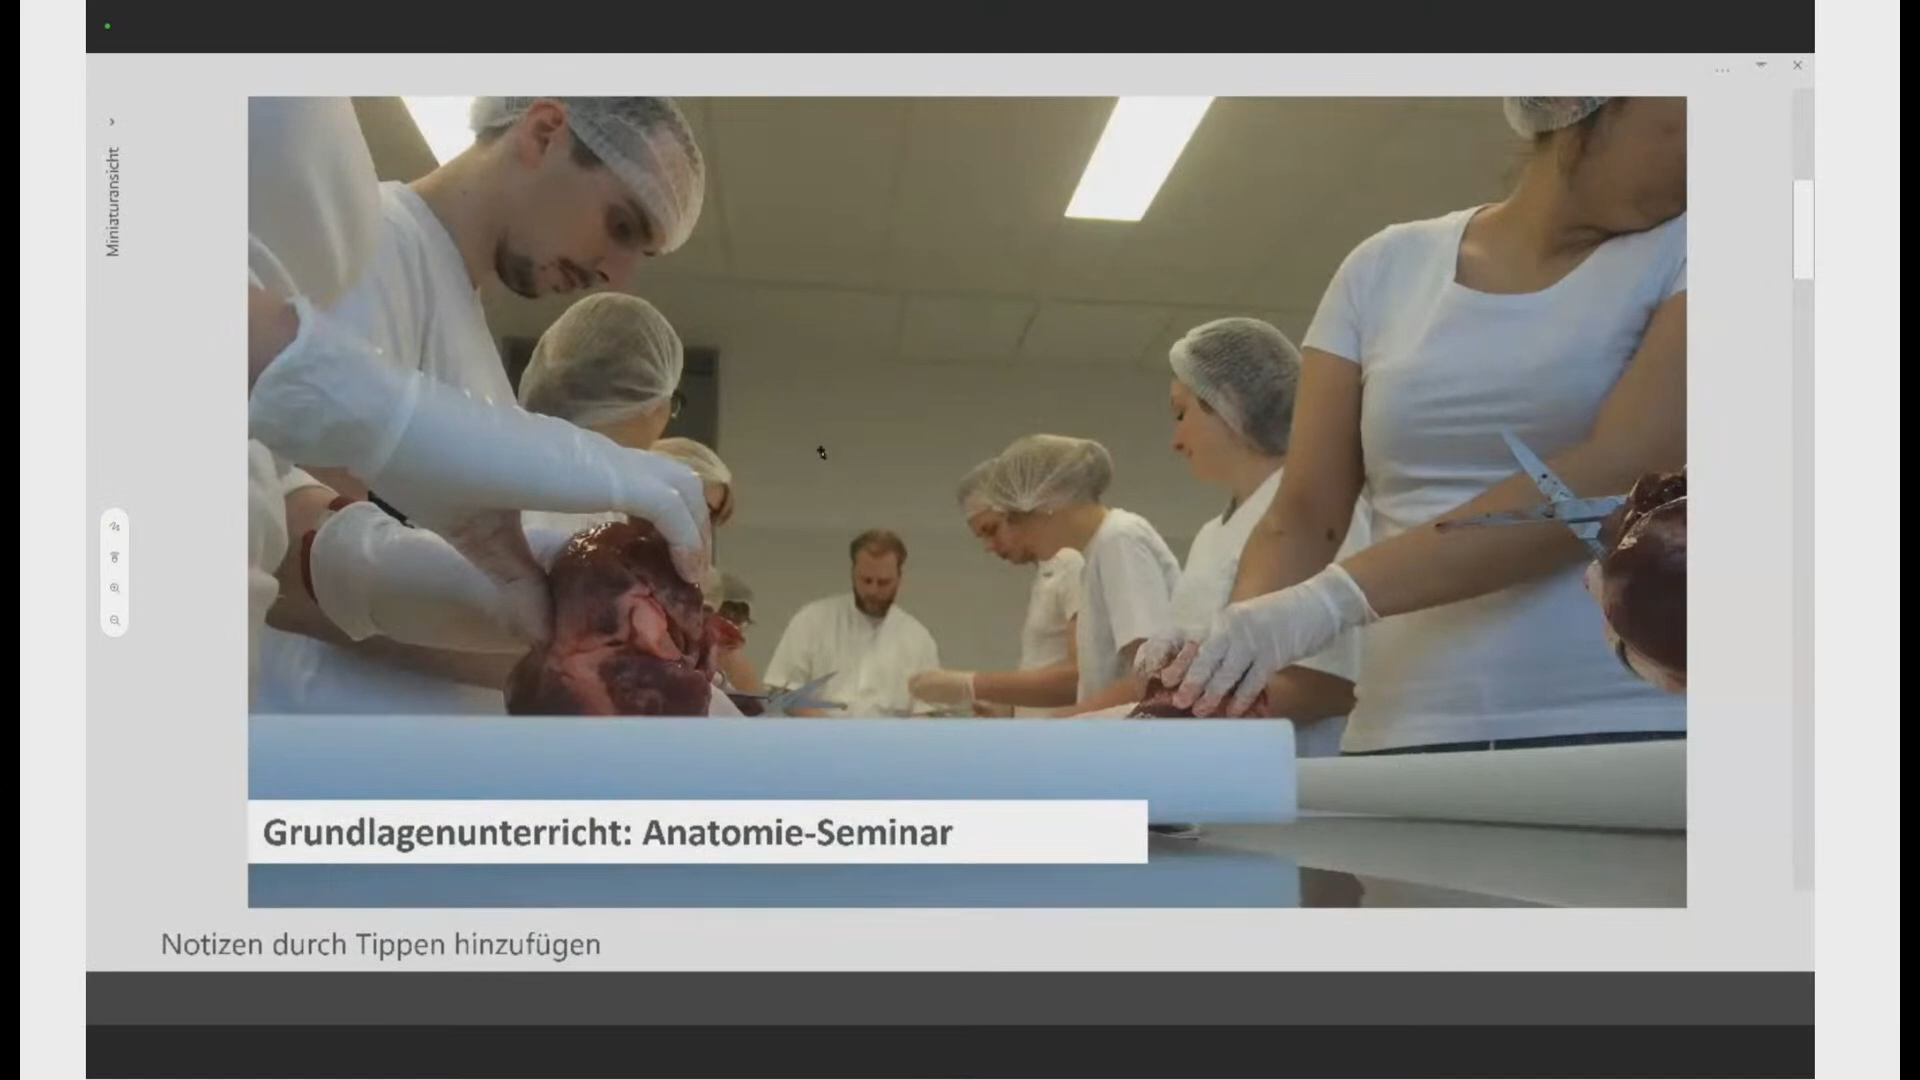 Miniaturansicht
Grundlagenunterricht: Anatomie-Seminar
Notizen durch Tippen hinzufügen